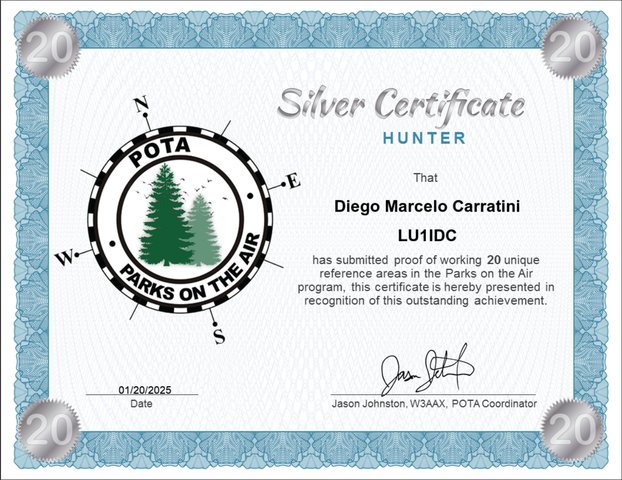 20
20
Silver Certificate
HUNTER
N
POTA
E
W
PARKS ON THE AIR
S
That
Diego Marcelo Carratini
LU1IDC
has submitted proof of working 20 unique
reference areas in the Parks on the Air
program, this certificate is hereby presented in
recognition of this outstanding achievement.
01/20/2025
Date
Jason Johnston, W3AAX, POTA Coordinator
20
20